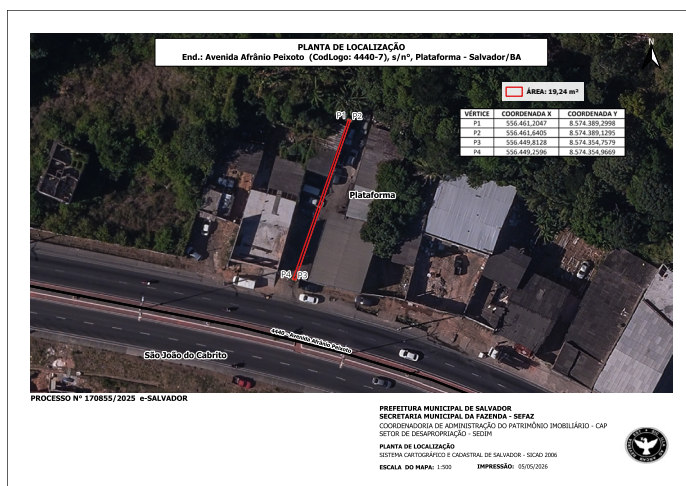 PLANTA DE LOCALIZAÇÃO
End.: Avenida Afrânio Peixoto (CodLogo: 4440-7), s/n°, Plataforma - Salvador/BA
N
ÁREA: 19,24 m²
VÉRTICE COORDENADA X COORDENADA Y
P1 556.461,2047 8.574.389,2998
P2 556.461,6405 8.574.389,1295
P3 556.449,8128 8.574.354,7579
P4 556.449,2596 8.574.354,9669
P1 P2
Plataforma
P4 P3
4440 - Avenida Afrânio Peixoto
São João do Cabrito
PROCESSO N° 170855/2025 e-SALVADOR
PREFEITURA MUNICIPAL DE SALVADOR
SECRETARIA MUNICIPAL DA FAZENDA - SEFAZ
COORDENADORIA DE ADMINISTRAÇÃO DO PATRIMÔNIO IMOBILIÁRIO - CAP
SETOR DE DESAPROPRIAÇÃO - SEDIM
PLANTA DE LOCALIZAÇÃO
SISTEMA CARTOGRÁFICO E CADASTRAL DE SALVADOR - SICAD 2006
ESCALA DO MAPA: 1:500 IMPRESSÃO: 05/05/2026